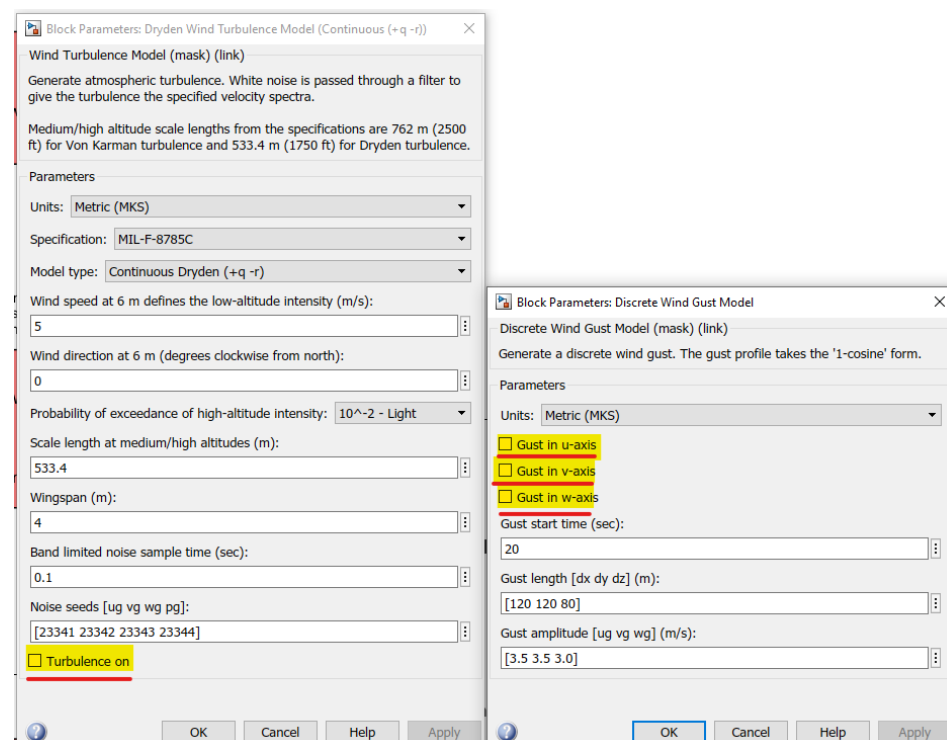 Block Parameters: Dryden Wind Turbulence Model (Continuous (+q -r))
Wind Turbulence Model (mask) (link)
Generate atmospheric turbulence. White noise is passed through a filter to
give the turbulence the specified velocity spectra.
Medium/high altitude scale lengths from the specifications are 762 m (2500
ft) for Von Karman turbulence and 533.4 m (1750 ft) for Dryden turbulence.
Parameters
Units: Metric (MKS)
Specification: MIL-F-8785C
Model type: Continuous Dryden (+q -r)
Wind speed at 6 m defines the low-altitude intensity (m/s):
5
Wind direction at 6 m (degrees clockwise from north):
0
Probability of exceedance of high-altitude intensity: 10^-2 - Light
Scale length at medium/high altitudes (m):
533.4
Wingspan (m):
4
Band limited noise sample time (sec):
0.1
Noise seeds [ug vg wg pg]:
[23341 23342 23343 23344]
Turbulence on
OK Cancel Help Apply
Block Parameters: Discrete Wind Gust Model
Discrete Wind Gust Model (mask) (link)
Generate a discrete wind gust. The gust profile takes the '1-cosine' form.
Parameters
Units: Metric (MKS)
Gust in u-axis
Gust in v-axis
Gust in w-axis
Gust start time (sec):
20
Gust length [dx dy dz] (m):
[120 120 80]
Gust amplitude [ug vg wg] (m/s):
[3.5 3.5 3.0]
OK Cancel Help Apply